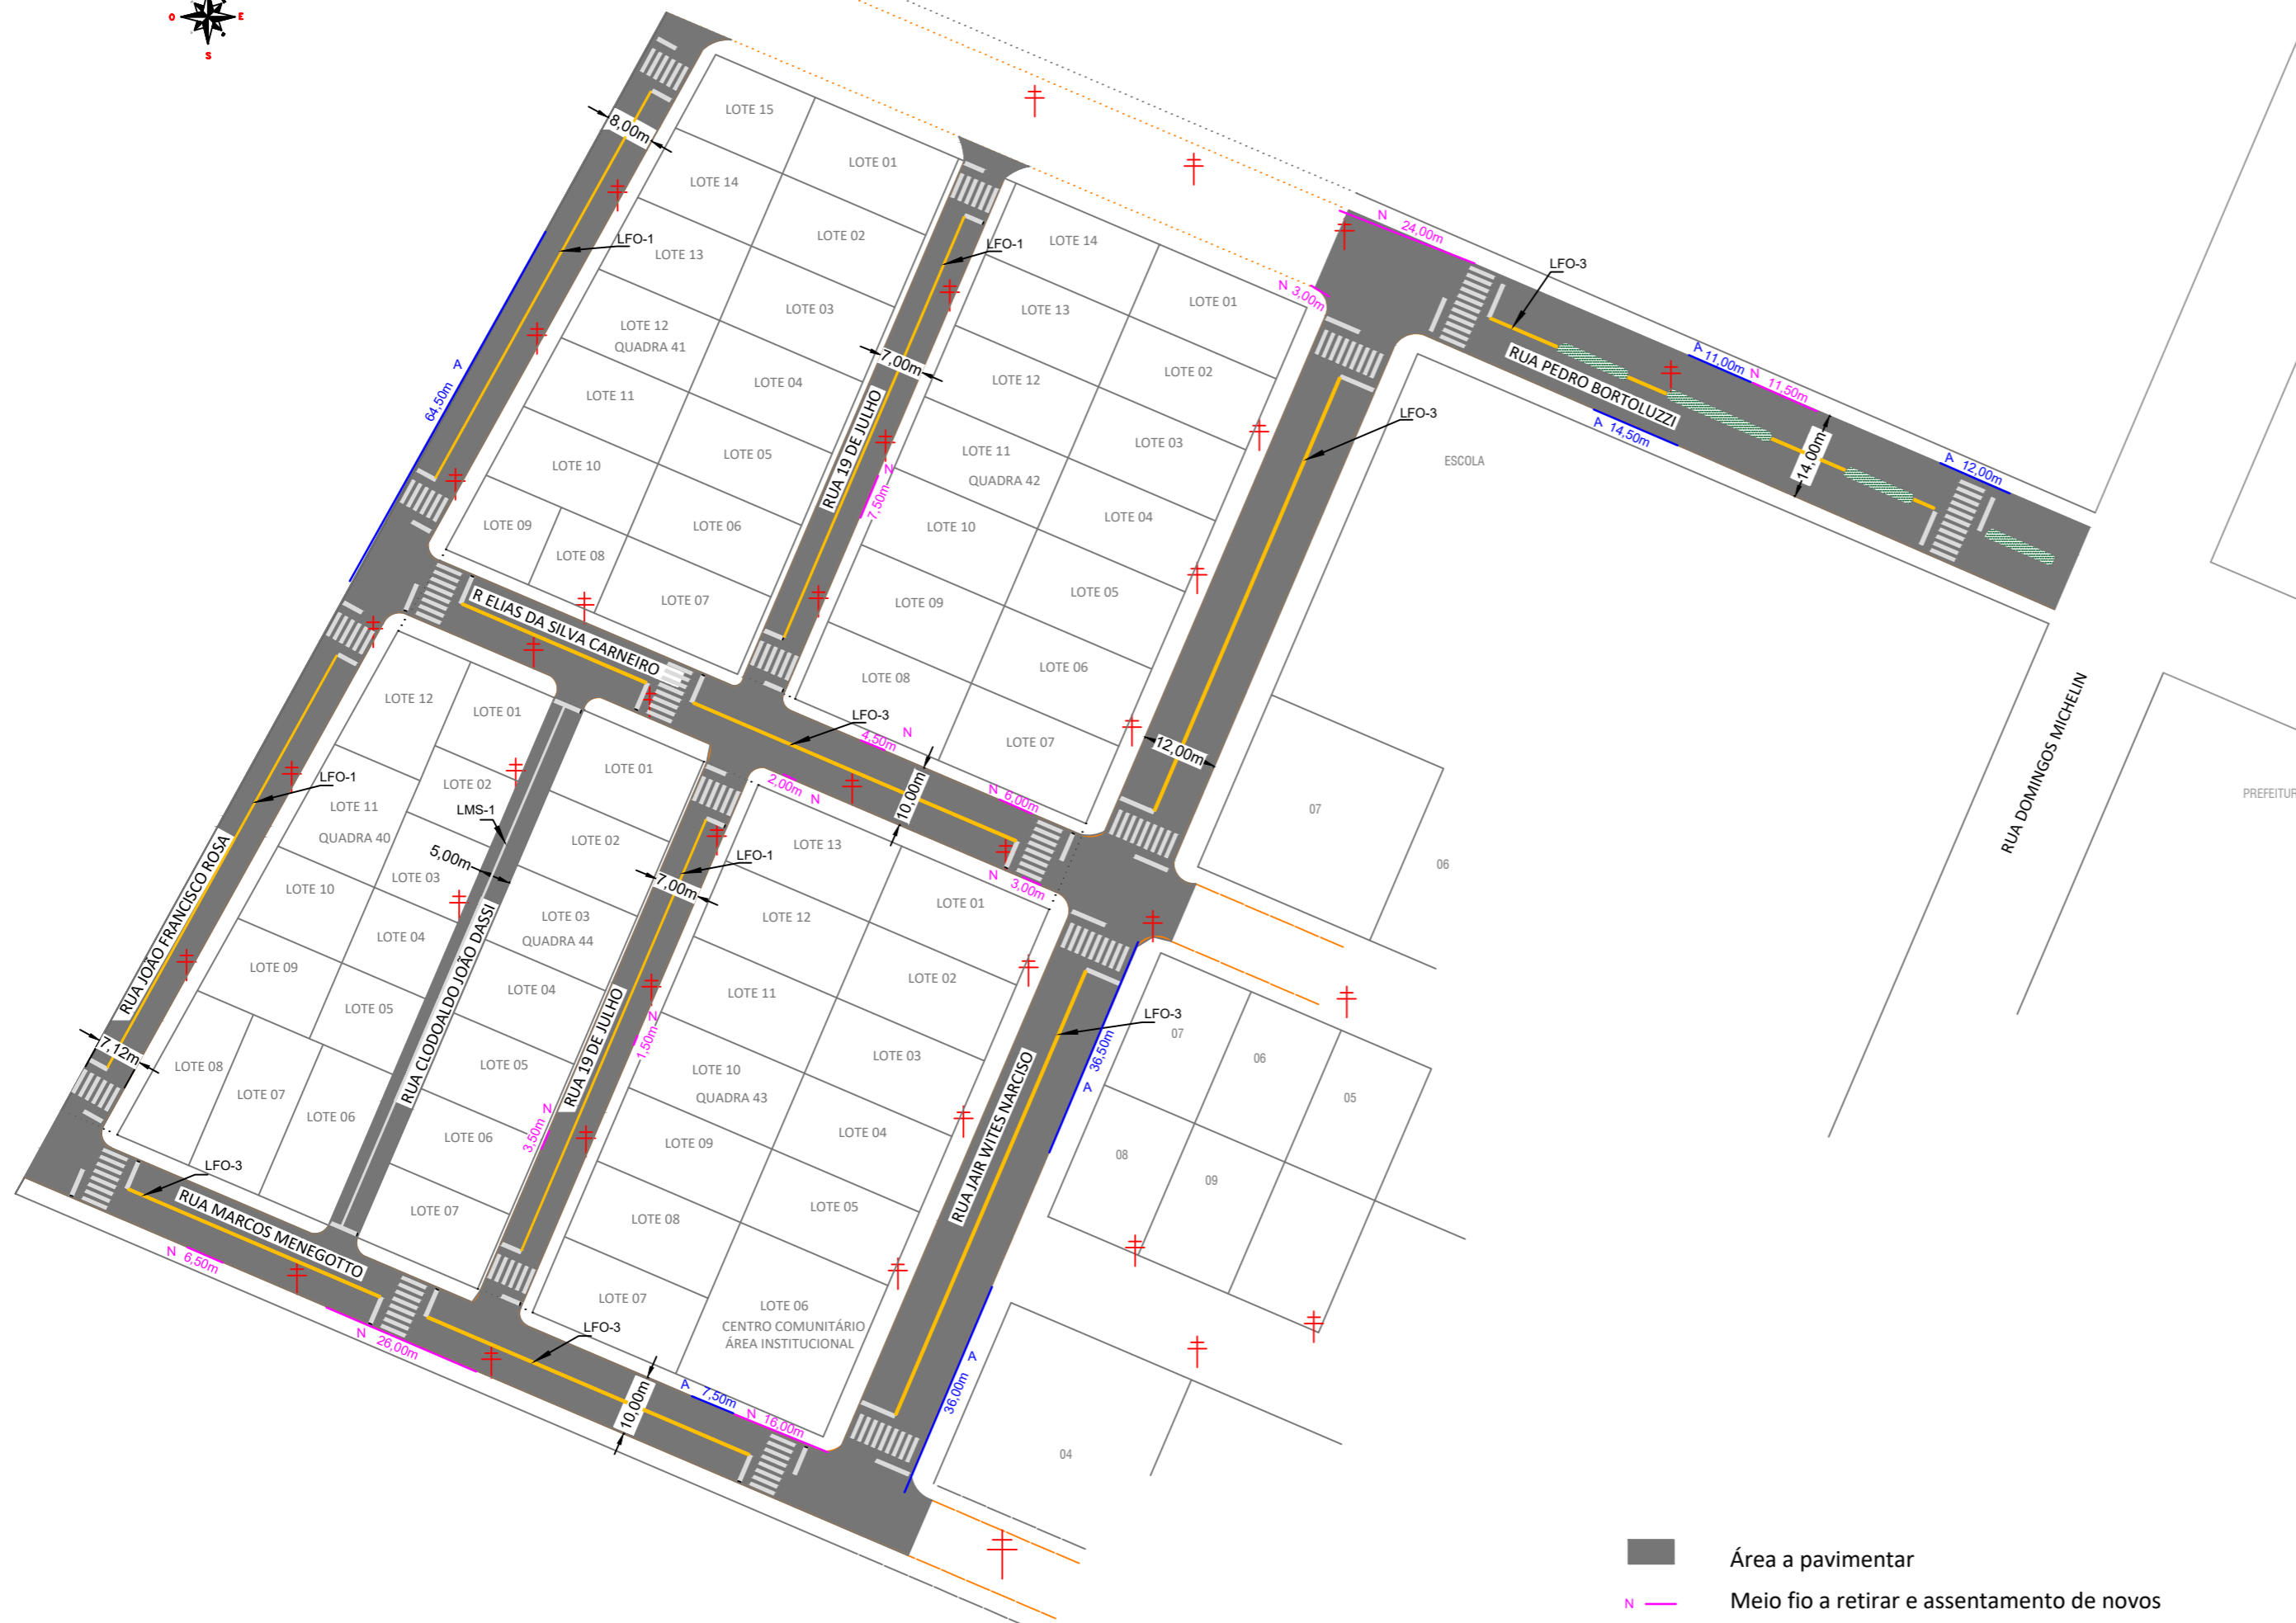 O
E
S
LOTE 15
8,00m
LOTE 01
LOTE 14
LFO-1
LOTE 02
LOTE 13
LFO-1
LOTE 14
N 24,00m
LFO-3
LOTE 03
LOTE 12
QUADRA 41
LOTE 13
LOTE 01
N 3,00m
A
64,50m
LOTE 11
LOTE 04
7,00m
LOTE 12
LOTE 02
RUA PEDRO BORTOLUZZI
A 11,00m
N 11,50m
A 14,50m
14,00m
A 12,00m
LFO-3
RUA 19 DE JULHO
LOTE 10
LOTE 05
LOTE 11
QUADRA 42
LOTE 03
ESCOLA
N
7,50m
LOTE 09
LOTE 08
LOTE 06
LOTE 10
LOTE 04
R ELIAS DA SILVA CARNEIRO
LOTE 07
LOTE 09
LOTE 05
LOTE 12
LOTE 01
LOTE 08
LOTE 06
LFO-3
N
4,50m
LOTE 07
12,00m
LFO-1
LOTE 02
LOTE 01
2,00m N
10,00m
N 6,00m
07
RUA DOMINGOS MICHELIN
PREFEITUR
LOTE 11
QUADRA 40
LMS-1
LOTE 02
LOTE 13
LFO-1
06
5,00m
LOTE 03
LOTE 10
7,00m
N 3,00m
LOTE 01
RUA JOÃO FRANCISCO ROSA
LOTE 04
LOTE 03
QUADRA 44
LOTE 12
LOTE 09
LOTE 04
LOTE 11
LOTE 02
RUA CLODOALDO JOÃO DASSI
LOTE 05
RUA 19 DE JULHO
N
1,50m
LFO-3
07
36,50m
A
06
05
7,12m
LOTE 08
LOTE 07
LOTE 06
LOTE 05
LOTE 10
QUADRA 43
LOTE 03
N
3,50m
LOTE 06
LOTE 09
LOTE 04
RUA JAIR WITES NARCISO
08
09
LFO-3
RUA MARCOS MENEGOTTO
LOTE 07
LOTE 08
LOTE 05
N 6,50m
LOTE 07
LOTE 06
CENTRO COMUNITÁRIO
ÁREA INSTITUCIONAL
LFO-3
N 26,00m
10,00m
A 7,50m
N 16,00m
A
36,00m
04
Área a pavimentar
N
Meio fio a retirar e assentamento de novos